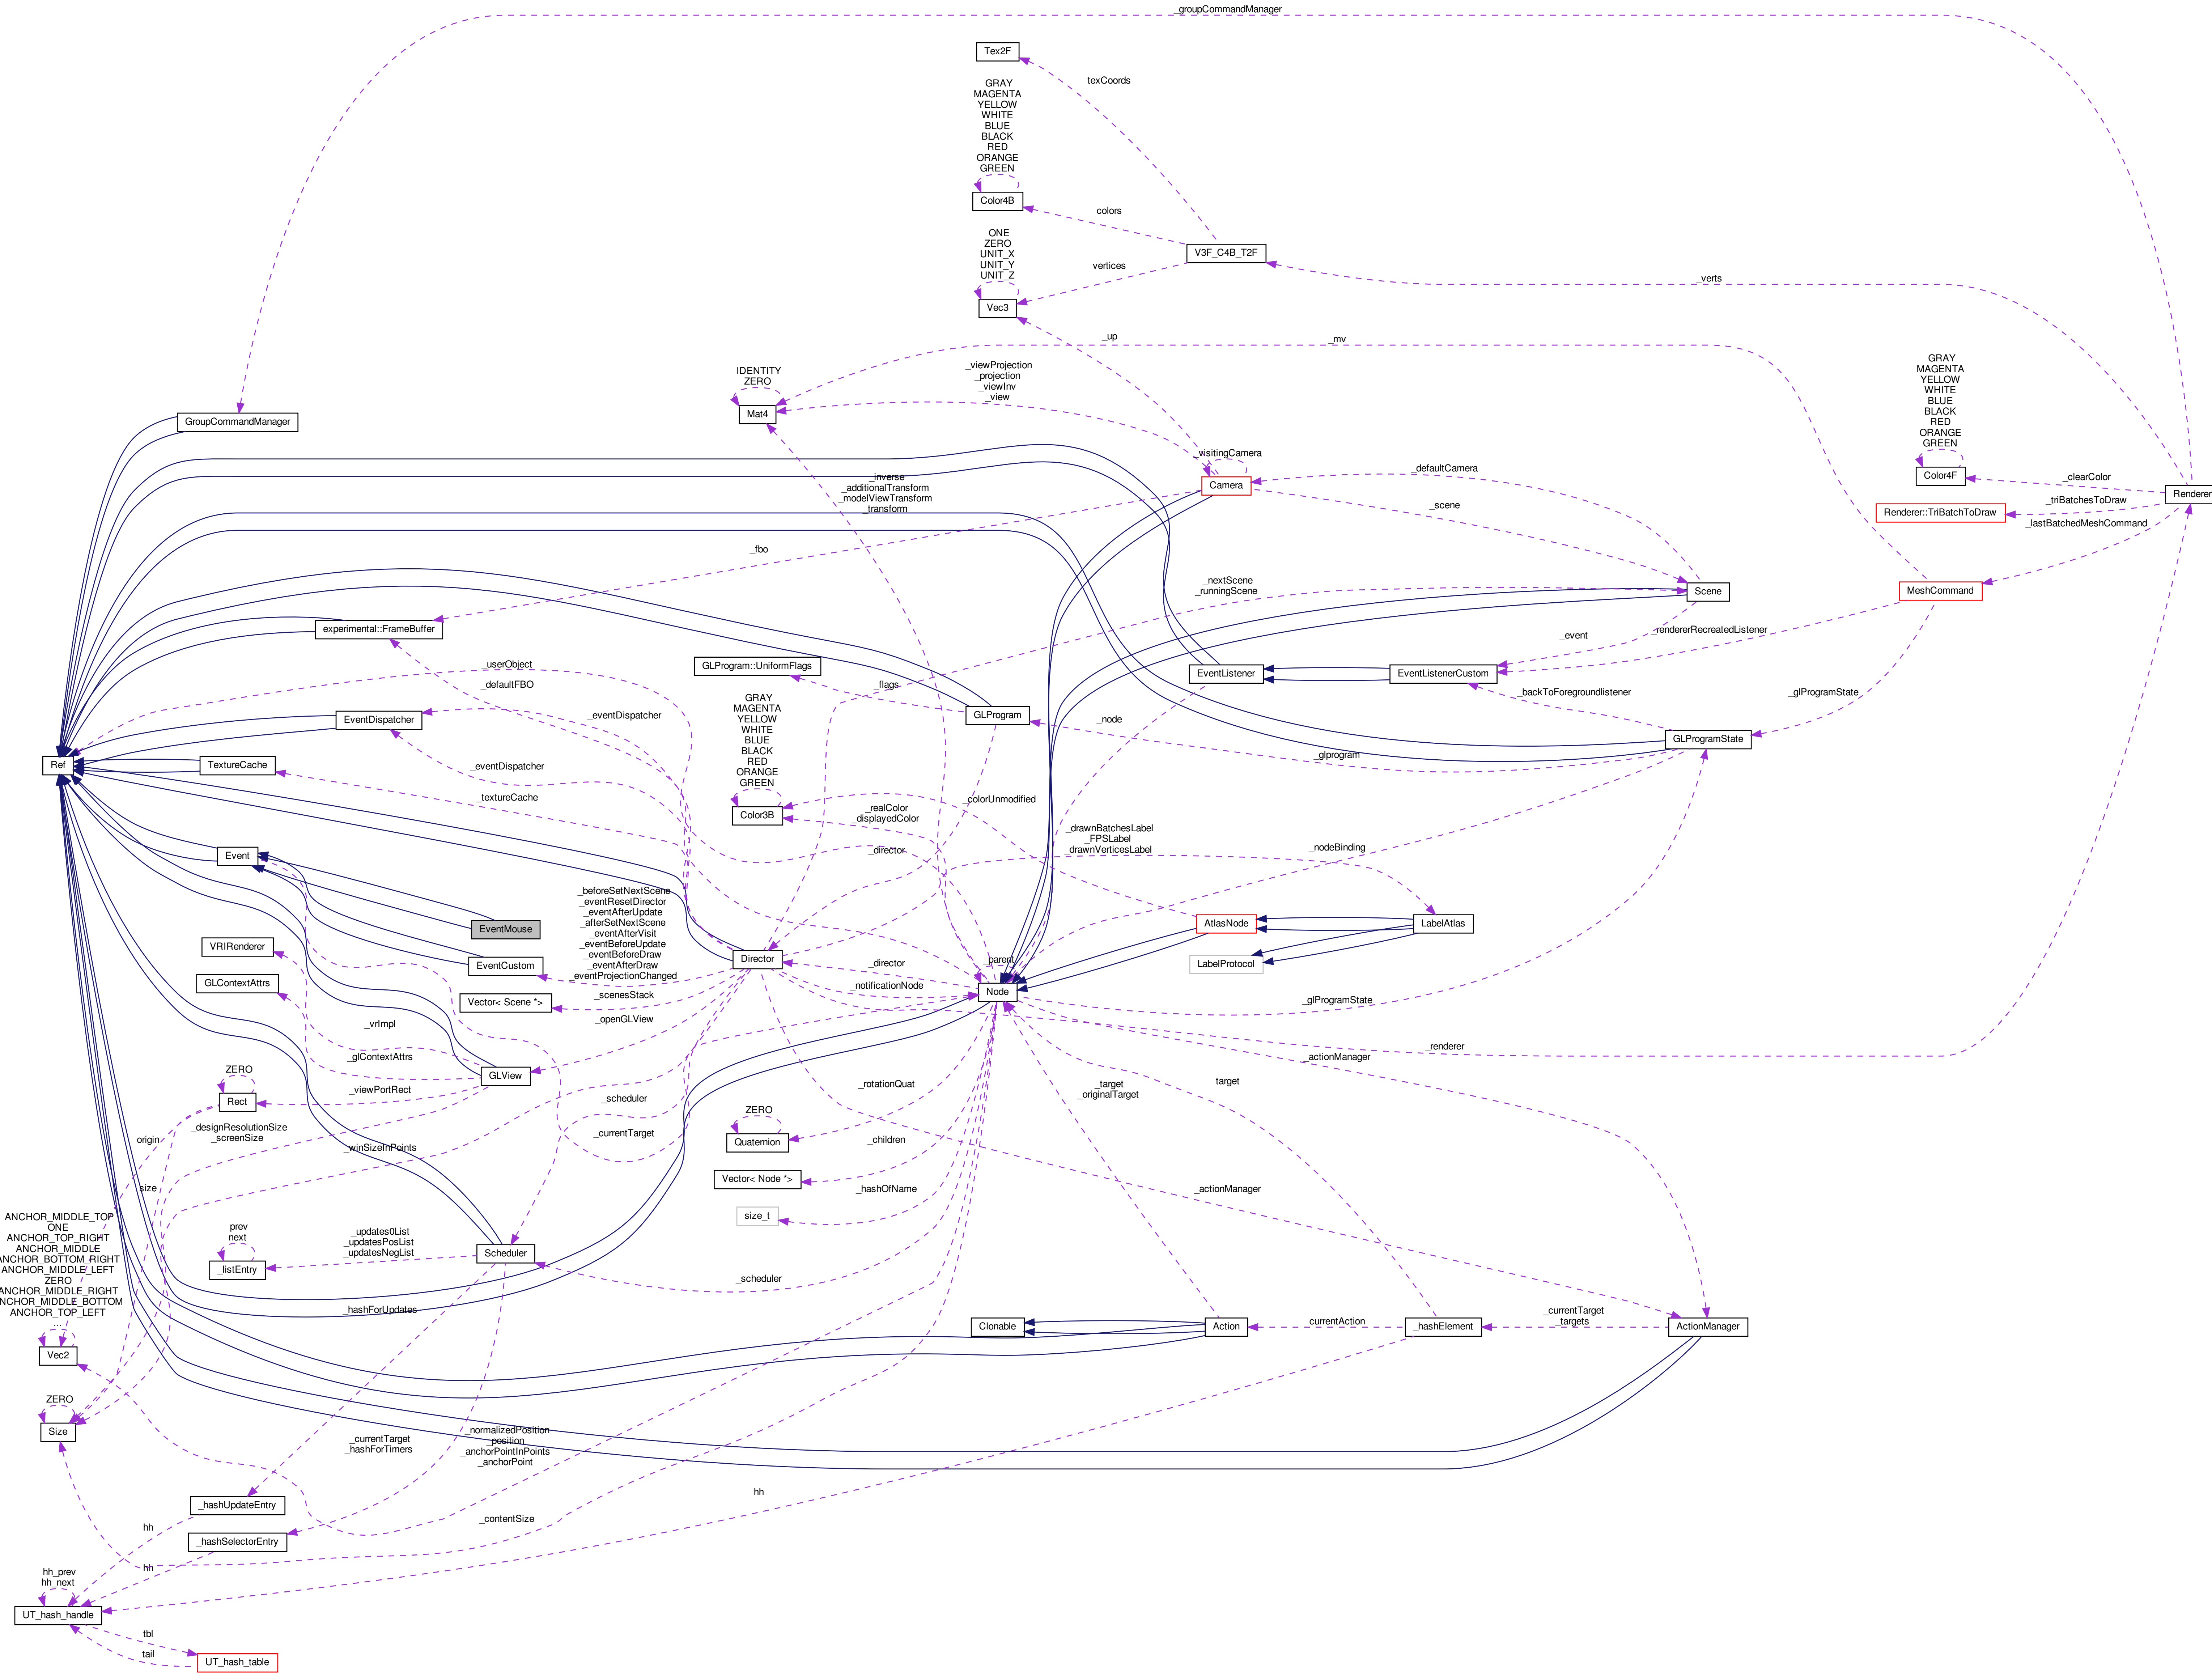 _groupCommandManager
Tex2F
texCoords
GRAY
MAGENTA
YELLOW
WHITE
BLUE
BLACK
RED
ORANGE
GREEN
Color4B
colors
ONE
ZERO
UNIT_X
UNIT_Y
UNIT_Z
Vec3
vertices
V3F_C4B_T2F
_verts
_up
_mv
IDENTITY
ZERO
Mat4
_viewProjection
_projection
_viewInv
_view
GRAY
MAGENTA
YELLOW
WHITE
BLUE
BLACK
RED
ORANGE
GREEN
Color4F
_clearColor
Renderer
_triBatchesToDraw
Renderer::TriBatchToDraw
_lastBatchedMeshCommand
GroupCommandManager
_visitingCamera
Camera
_defaultCamera
_inverse
_additionalTransform
_modelViewTransform
_transform
_scene
_fbo
_nextScene
_runningScene
Scene
MeshCommand
experimental::FrameBuffer
_event
_rendererRecreatedListener
_userObject
_defaultFBO
GLProgram::UniformFlags
_flags
EventListener
EventListenerCustom
_backToForegroundlistener
_glProgramState
EventDispatcher
_eventDispatcher
GLProgram
_node
GLProgramState
GRAY
MAGENTA
YELLOW
WHITE
BLUE
BLACK
RED
ORANGE
GREEN
Color3B
_glprogram
Ref
TextureCache
_eventDispatcher
_textureCache
_colorUnmodified
_realColor
_displayedColor
_drawnBatchesLabel
_FPSLabel
_drawnVerticesLabel
_nodeBinding
_director
Event
EventMouse
_beforeSetNextScene
_eventResetDirector
_eventAfterUpdate
_afterSetNextScene
_eventAfterVisit
_eventBeforeUpdate
_eventBeforeDraw
_eventAfterDraw
_eventProjectionChanged
AtlasNode
LabelAtlas
LabelProtocol
VRIRenderer
EventCustom
Director
_director
_parent
GLContextAttrs
Vector< Scene *>
_scenesStack
_notificationNode
Node
_glProgramState
_openGLView
_vrImpl
_glContextAttrs
_renderer
_actionManager
GLView
ZERO
Rect
_viewPortRect
_scheduler
_rotationQuat
_target
_originalTarget
target
ZERO
Quaternion
_designResolutionSize
_screenSize
origin
_winSizeInPoints
_currentTarget
_children
Vector< Node *>
size
_hashOfName
size_t
_actionManager
ANCHOR_MIDDLE_TOP
ONE
ANCHOR_TOP_RIGHT
ANCHOR_MIDDLE
ANCHOR_BOTTOM_RIGHT
ANCHOR_MIDDLE_LEFT
ZERO
ANCHOR_MIDDLE_RIGHT
ANCHOR_MIDDLE_BOTTOM
ANCHOR_TOP_LEFT
...
Vec2
prev
next
_listEntry
_updates0List
_updatesPosList
_updatesNegList
Scheduler
_scheduler
_hashForUpdates
Clonable
Action
currentAction
_hashElement
_currentTarget
_targets
ActionManager
ZERO
Size
_currentTarget
_hashForTimers
_normalizedPosition
_position
_anchorPointInPoints
_anchorPoint
_hashUpdateEntry
hh
_contentSize
hh
_hashSelectorEntry
hh
hh_prev
hh_next
UT_hash_handle
tbl
tail
UT_hash_table